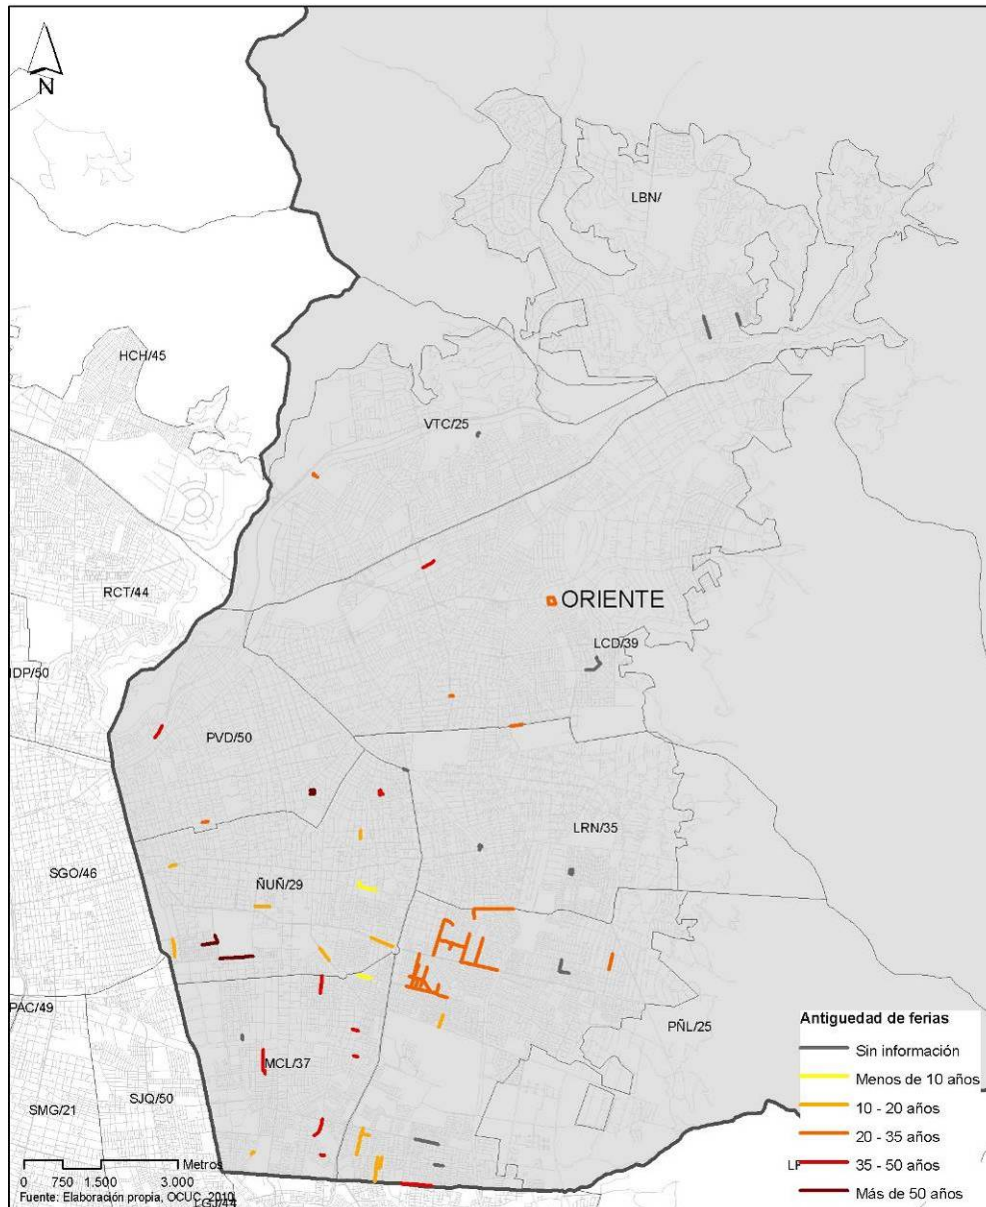 N
LBN/
HCH/45
VTC/25
RCT/44
ORIENTE
LCD/39
NDP/50
PVD/50
LRN/35
SGO/46
ÑUÑ/29
PAC/49
PÑL/25
MCL/37
SMG/21
SJQ/50
Antiguedad de ferias
Sin información
Menos de 10 años
10 - 20 años
20 - 35 años
35 - 50 años
Más de 50 años
Metros
0 750 1.500 3.000
Fuente: Elaboración propia, OCUC, 2010
LGJ/44